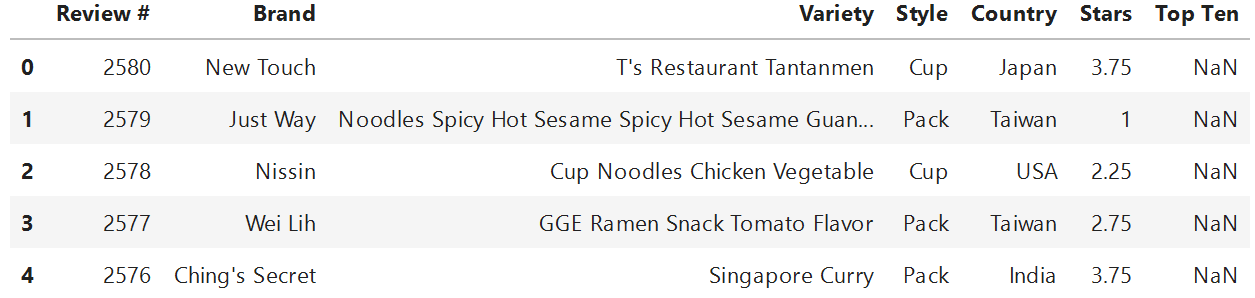 Review # Brand Variety Style Country Stars Top Ten
0 2580 New Touch T's Restaurant Tantanmen Cup Japan 3.75 NaN
1 2579 Just Way Noodles Spicy Hot Sesame Spicy Hot Sesame Guan... Pack Taiwan 1 NaN
2 2578 Nissin Cup Noodles Chicken Vegetable Cup USA 2.25 NaN
3 2577 Wei Lih GGE Ramen Snack Tomato Flavor Pack Taiwan 2.75 NaN
4 2576 Ching's Secret Singapore Curry Pack India 3.75 NaN